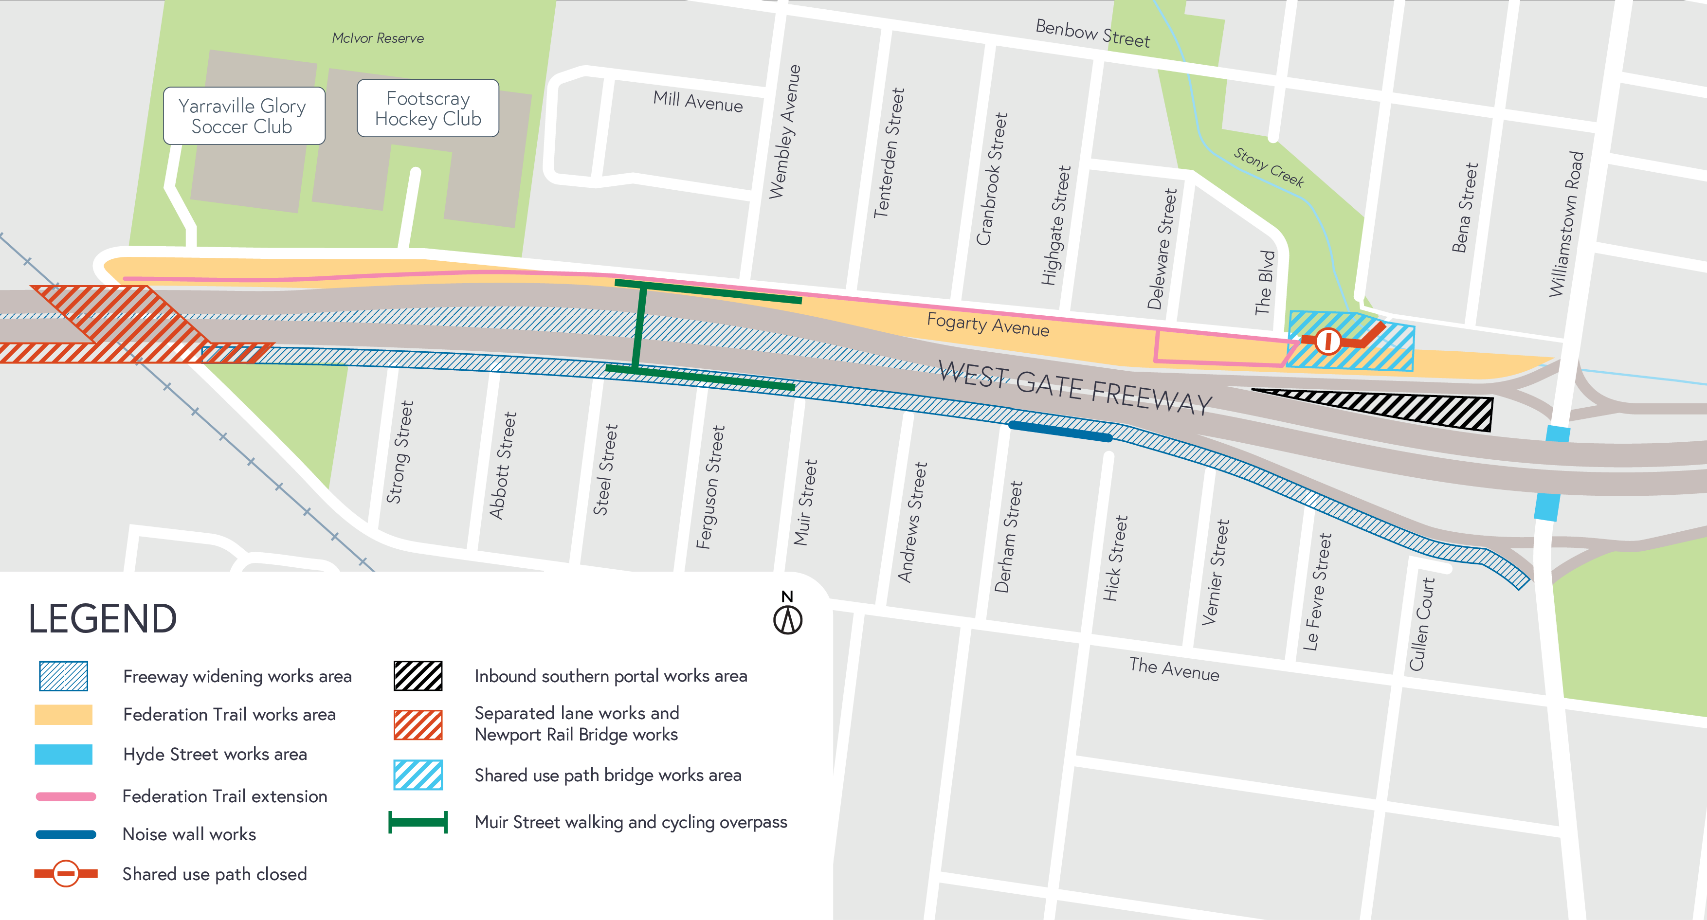 Benbow Street
McIvor Reserve
Yarraville Glory
Soccer Club
Footscray
Hockey Club
Mill Avenue
Wembley Avenue
Tenterden Street
Cranbrook Street
Highgate Street
Deleware Street
The Blvd
Stony Creek
Bena Street
Williamstown Road
Fogarty Avenue
WEST GATE FREEWAY
Strong Street
Abbott Street
Steel Street
Ferguson Street
Muir Street
Andrews Street
Derham Street
Hick Street
Vernier Street
Le Fevre Street
Cullen Court
The Avenue
N
LEGEND
Freeway widening works area
Federation Trail works area
Hyde Street works area
Federation Trail extension
Noise wall works
Shared use path closed
Inbound southern portal works area
Separated lane works and
Newport Rail Bridge works
Shared use path bridge works area
Muir Street walking and cycling overpass